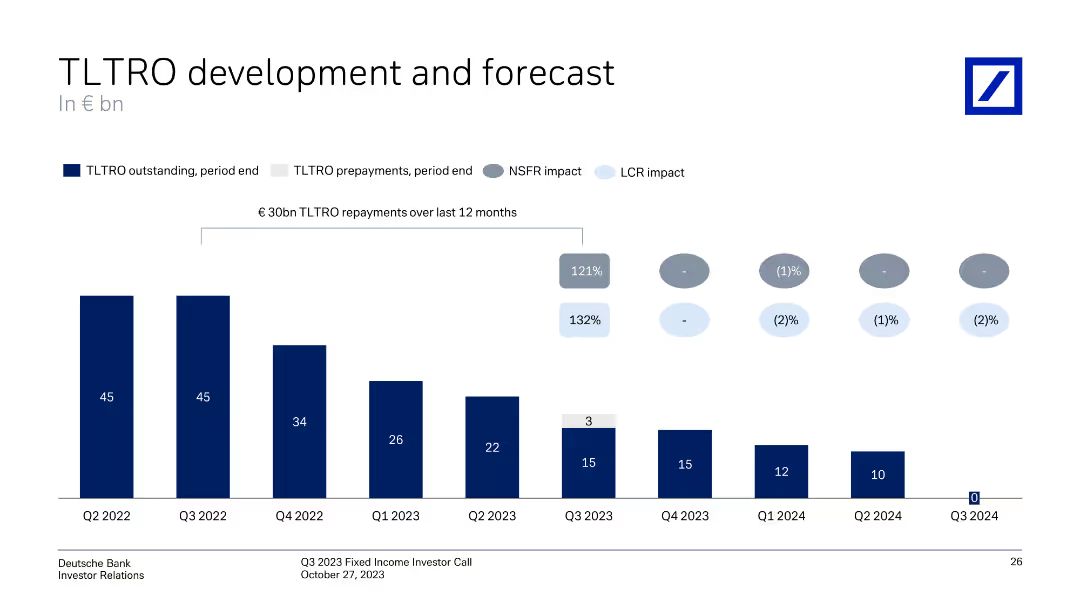 TLTRO development and forecast
In € bn
TLTRO outstanding, period end TLTRO prepayments, period end NSFR impact LCR impact
€ 30bn TLTRO repayments over last 12 months
121% - (1)% - -
132% - (2)% (1)% (2)%
45 45 34 26 22 3 15 15 12 10 0
Q2 2022 Q3 2022 Q4 2022 Q1 2023 Q2 2023 Q3 2023 Q4 2023 Q1 2024 Q2 2024 Q3 2024
Deutsche Bank
Investor Relations
Q3 2023 Fixed Income Investor Call
October 27, 2023
26